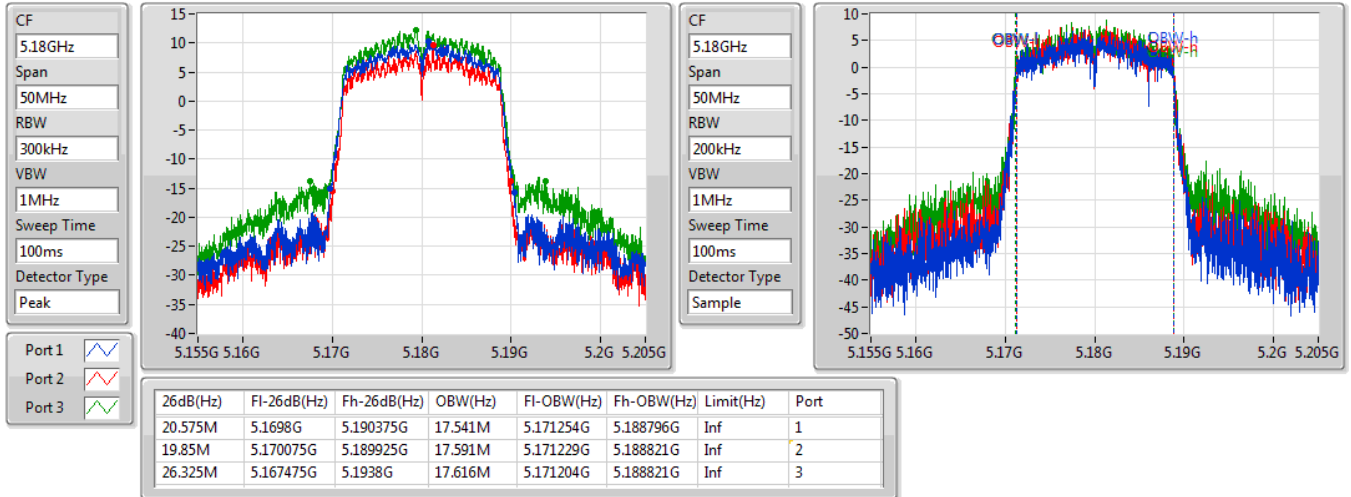 CF
5.18GHz
Span
50MHz
RBW
300kHz
VBW
1MHz
Sweep Time
100ms
Detector Type
Peak
15
10
5
0
-5
-10
-15
-20
-25
-30
-35
-40
5.155G 5.16G 5.17G 5.18G 5.19G 5.2G 5.205G
CF
5.18GHz
Span
50MHz
RBW
200kHz
VBW
1MHz
Sweep Time
100ms
Detector Type
Sample
10
5
0
-5
-10
-15
-20
-25
-30
-35
-40
-45
-50
OBW-l OBW-h
OBW-h
5.155G 5.16G 5.17G 5.18G 5.19G 5.2G 5.205G
Port 1
Port 2
Port 3
26dB(Hz) Fl-26dB(Hz) Fh-26dB(Hz) OBW(Hz) Fl-OBW(Hz) Fh-OBW(Hz) Limit(Hz) Port
20.575M 5.1698G 5.190375G 17.541M 5.171254G 5.188796G Inf 1
19.85M 5.170075G 5.189925G 17.591M 5.171229G 5.188821G Inf 2
26.325M 5.167475G 5.1938G 17.616M 5.171204G 5.188821G Inf 3